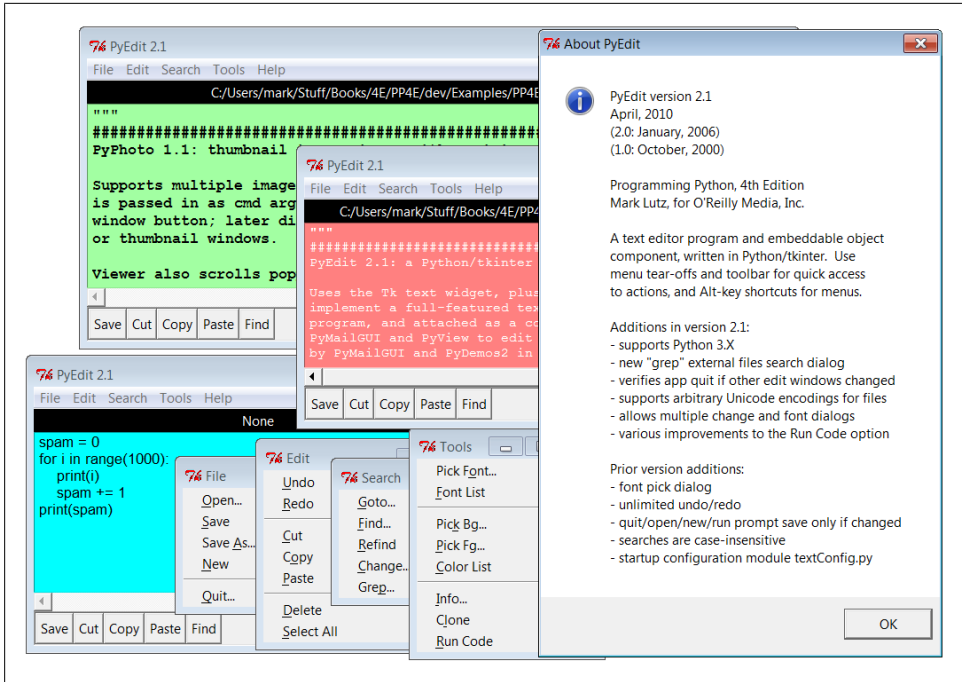 PyEdit 2.1
File Edit Search Tools Help
C:/Users/mark/Stuff/Books/4E/PP4E/dev/Examples/PP4E
"""
PyPhoto 1.1: thumbnail
Supports multiple image
is passed in as cmd arg
window button; later di
or thumbnail windows.
Viewer also scrolls pop
Save Cut Copy Paste Find
PyEdit 2.1
File Edit Search Tools Help
C:/Users/mark/Stuff/Books/4E/PP4
"""
PyEdit 2.1: a Python/tkinter
Uses the Tk text widget, plus
implement a full-featured tex
program, and attached as a co
PyMailGUI and PyView to edit
by PyMailGUI and PyDemos2 in
Save Cut Copy Paste Find
PyEdit 2.1
File Edit Search Tools Help
None
spam = 0
for i in range(1000):
print(i)
spam += 1
print(spam)
Save Cut Copy Paste Find
File
Open...
Save
Save As...
New
Quit...
Edit
Undo
Redo
Cut
Copy
Paste
Delete
Select All
Search
Goto...
Find...
Refind
Change..
Grep...
Tools
Pick Font...
Font List
Pick Bg...
Pick Fg...
Color List
Info...
Clone
Run Code
About PyEdit
PyEdit version 2.1
April, 2010
(2.0: January, 2006)
(1.0: October, 2000)
Programming Python, 4th Edition
Mark Lutz, for O'Reilly Media, Inc.
A text editor program and embeddable object
component, written in Python/tkinter. Use
menu tear-offs and toolbar for quick access
to actions, and Alt-key shortcuts for menus.
Additions in version 2.1:
- supports Python 3.X
- new "grep" external files search dialog
- verifies app quit if other edit windows changed
- supports arbitrary Unicode encodings for files
- allows multiple change and font dialogs
- various improvements to the Run Code option
Prior version additions:
- font pick dialog
- unlimited undo/redo
- quit/open/new/run prompt save only if changed
- searches are case-insensitive
- startup configuration module textConfig.py
OK